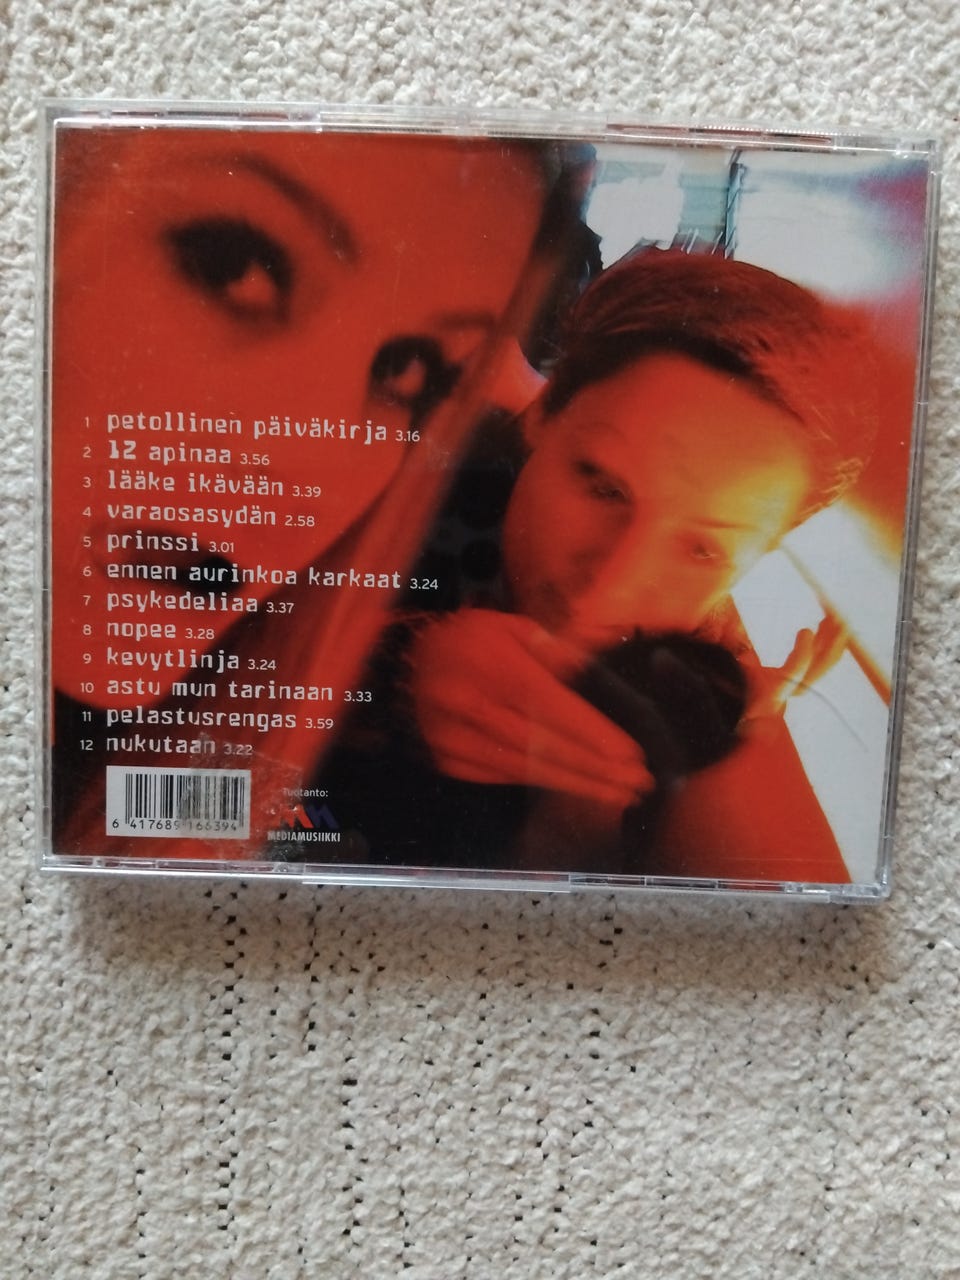 1 petollinen päiväkirja 3.16
2 12 apinaa 3.56
3 lääke ikävään 3.39
4 varaosasydän 2.58
5 prinssi 3.01
6 ennen aurinkoa karkaat 3.24
7 psykedeliaa 3.37
8 nopee 3.28
9 kevytlinja 3.24
10 astu mun tarinaan 3.33
11 pelastusrengas 3.59
12 nukutaan 3.22
6 417689 166394
Tuotanto:
MM
MEDIAMUSIIKKI